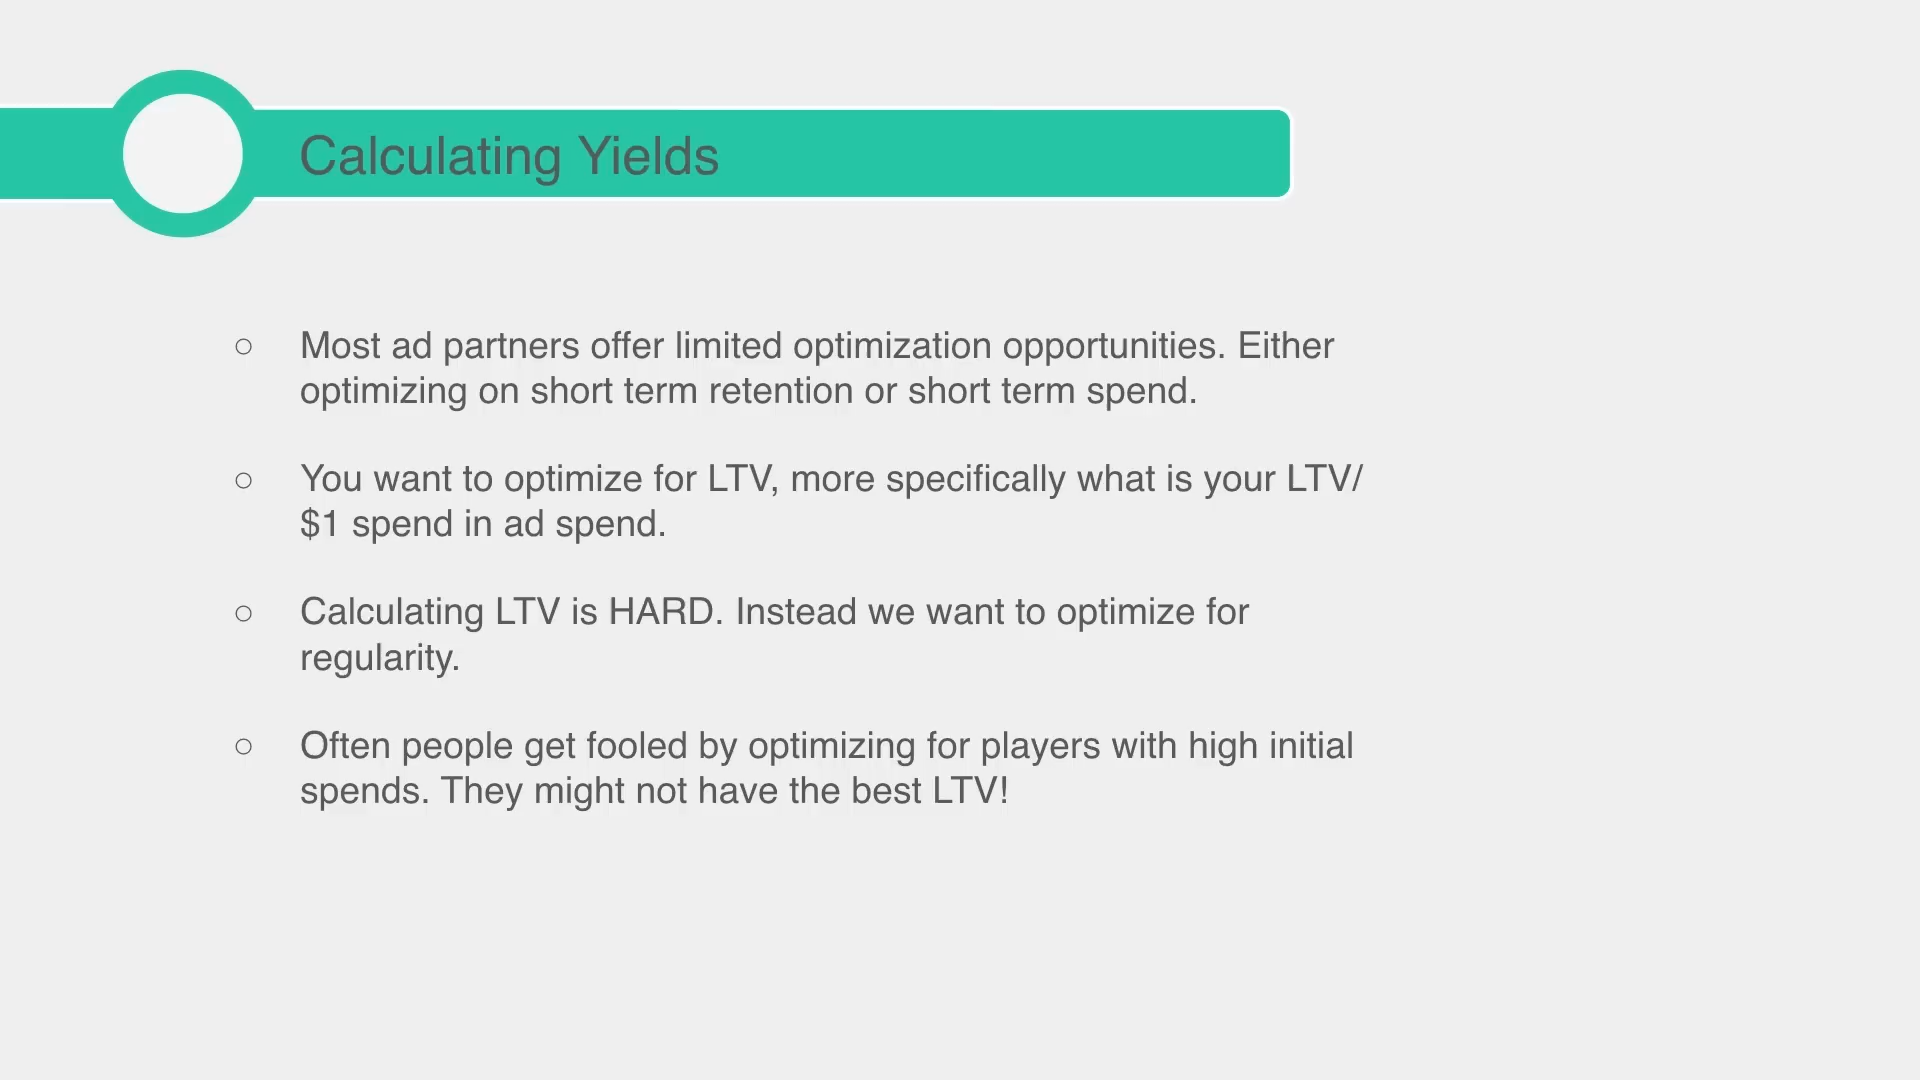 Calculating Yields
○ Most ad partners offer limited optimization opportunities. Either
optimizing on short term retention or short term spend.
○ You want to optimize for LTV, more specifically what is your LTV/
$1 spend in ad spend.
○ Calculating LTV is HARD. Instead we want to optimize for
regularity.
○ Often people get fooled by optimizing for players with high initial
spends. They might not have the best LTV!